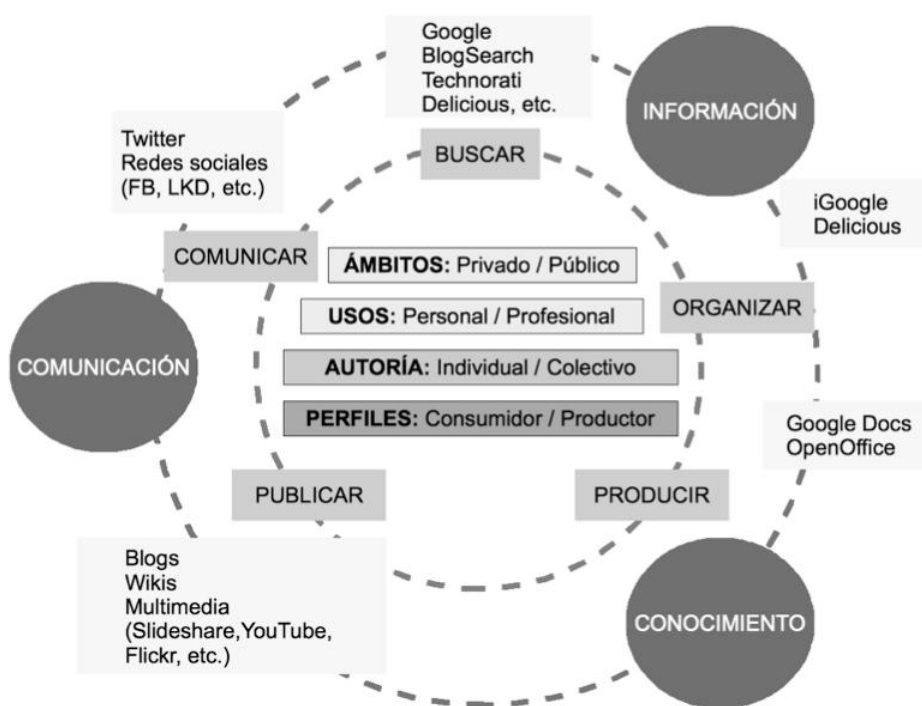 Google
BlogSearch
Technorati
Delicious, etc.
BUSCAR
INFORMACIÓN
Twitter
Redes sociales
(FB, LKD, etc.)
COMUNICAR
iGoogle
Delicious
ORGANIZAR
ÁMBITOS: Privado / Público
USOS: Personal / Profesional
AUTORÍA: Individual / Colectivo
PERFILES: Consumidor / Productor
COMUNICACIÓN
Google Docs
OpenOffice
PUBLICAR
PRODUCIR
Blogs
Wikis
Multimedia
(Slideshare,YouTube,
Flickr, etc.)
CONOCIMIENTO